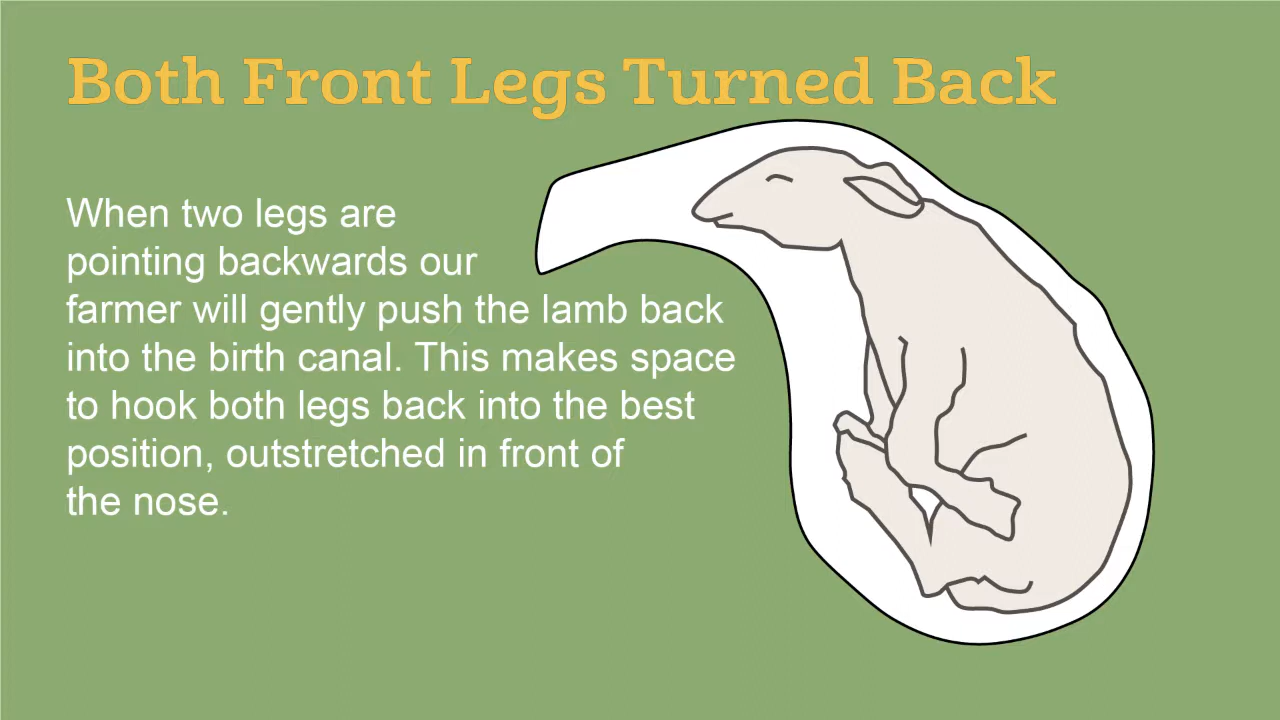 Both Front Legs Turned Back
When two legs are
pointing backwards our
farmer will gently push the lamb back
into the birth canal. This makes space
to hook both legs back into the best
position, outstretched in front of
the nose.